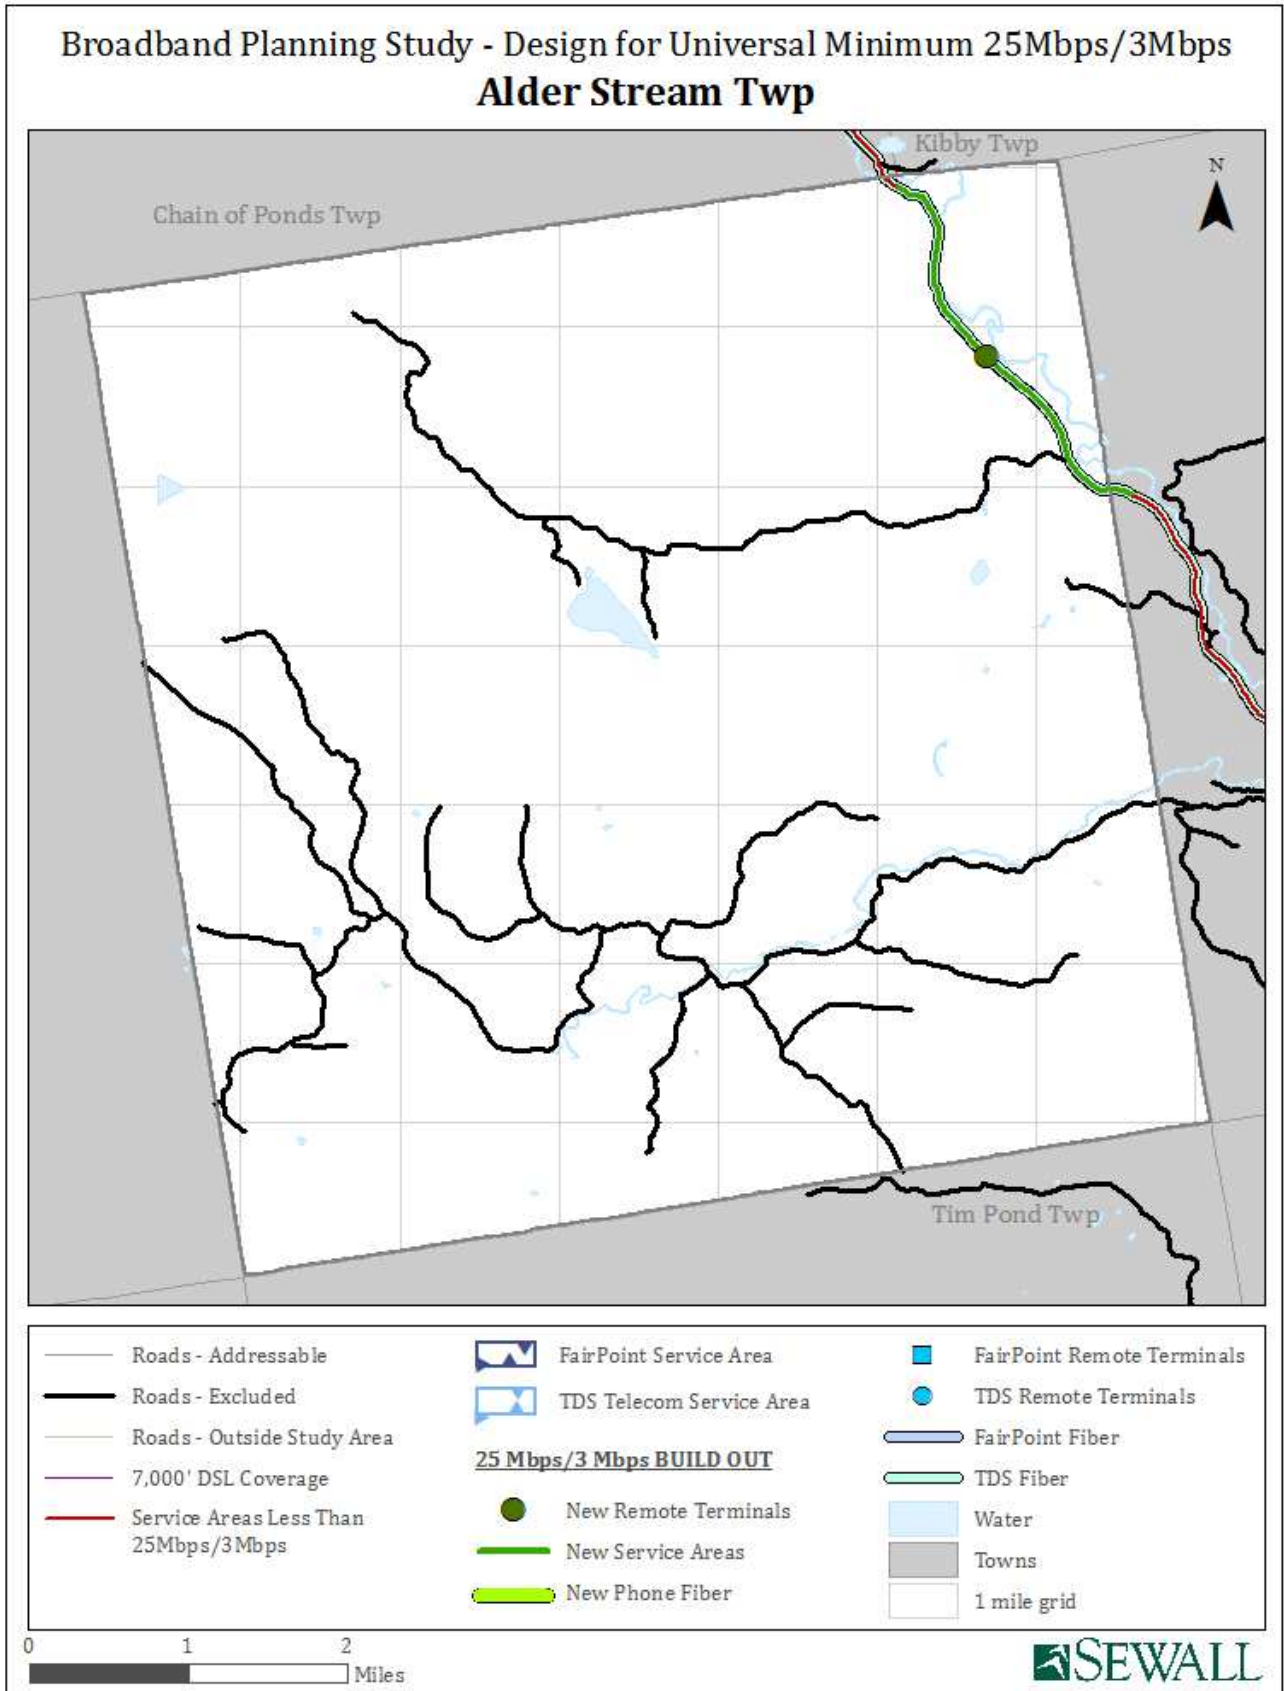 Broadband Planning Study - Design for Universal Minimum 25Mbps/3Mbps
Alder Stream Twp
Kibby Twp
N
Chain of Ponds Twp
Tim Pond Twp
Roads - Addressable
Roads - Excluded
Roads - Outside Study Area
7,000' DSL Coverage
Service Areas Less Than
25Mbps/3Mbps
FairPoint Service Area
TDS Telecom Service Area
25 Mbps/3 Mbps BUILD OUT
New Remote Terminals
New Service Areas
New Phone Fiber
FairPoint Remote Terminals
TDS Remote Terminals
FairPoint Fiber
TDS Fiber
Water
Towns
1 mile grid
0 1 2
Miles
SEWALL